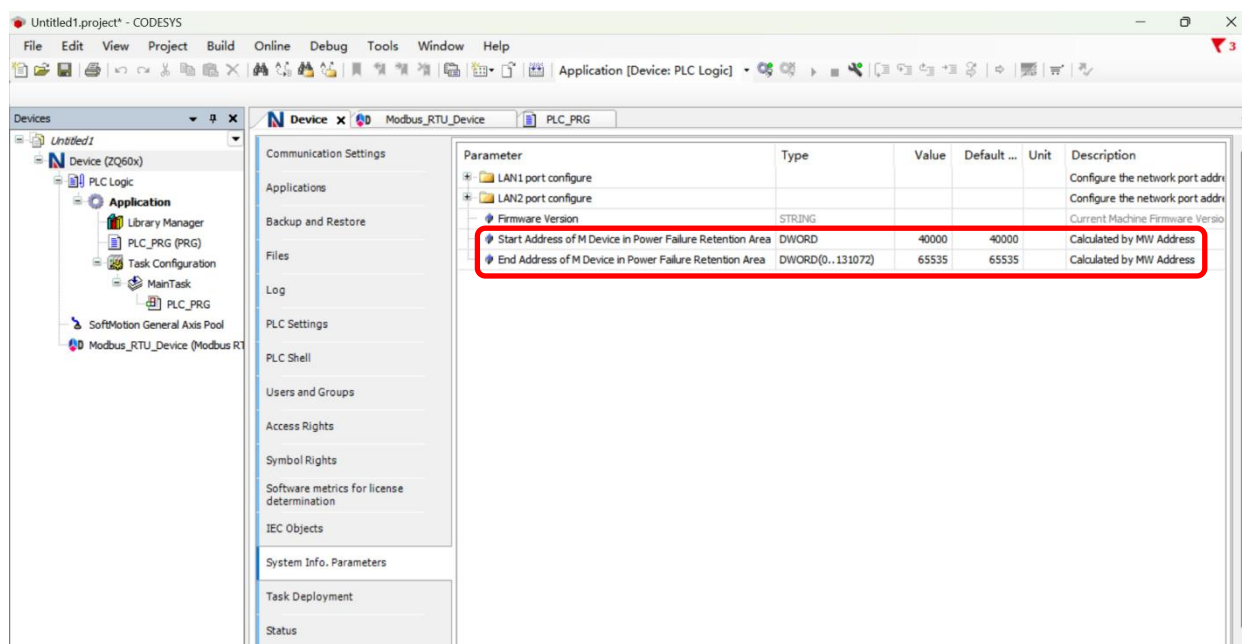 Untitled1.project* - CODESYS
File Edit View Project Build Online Debug Tools Window Help
3
Application [Device: PLC Logic]
Devices
Untitled1
Device (ZQ60x)
PLC Logic
Application
Library Manager
PLC_PRG (PRG)
Task Configuration
MainTask
PLC_PRG
SoftMotion General Axis Pool
Modbus_RTU_Device (Modbus RT
Device Modbus_RTU_Device PLC_PRG
Communication Settings
Applications
Backup and Restore
Files
Log
PLC Settings
PLC Shell
Users and Groups
Access Rights
Symbol Rights
Software metrics for license
determination
IEC Objects
System Info. Parameters
Task Deployment
Status
Parameter Type Value Default ... Unit Description
LAN1 port configure Configure the network port addre
LAN2 port configure Configure the network port addre
Firmware Version STRING Current Machine Firmware Versio
Start Address of M Device in Power Failure Retention Area DWORD 40000 40000 Calculated by MW Address
End Address of M Device in Power Failure Retention Area DWORD(0..131072) 65535 65535 Calculated by MW Address